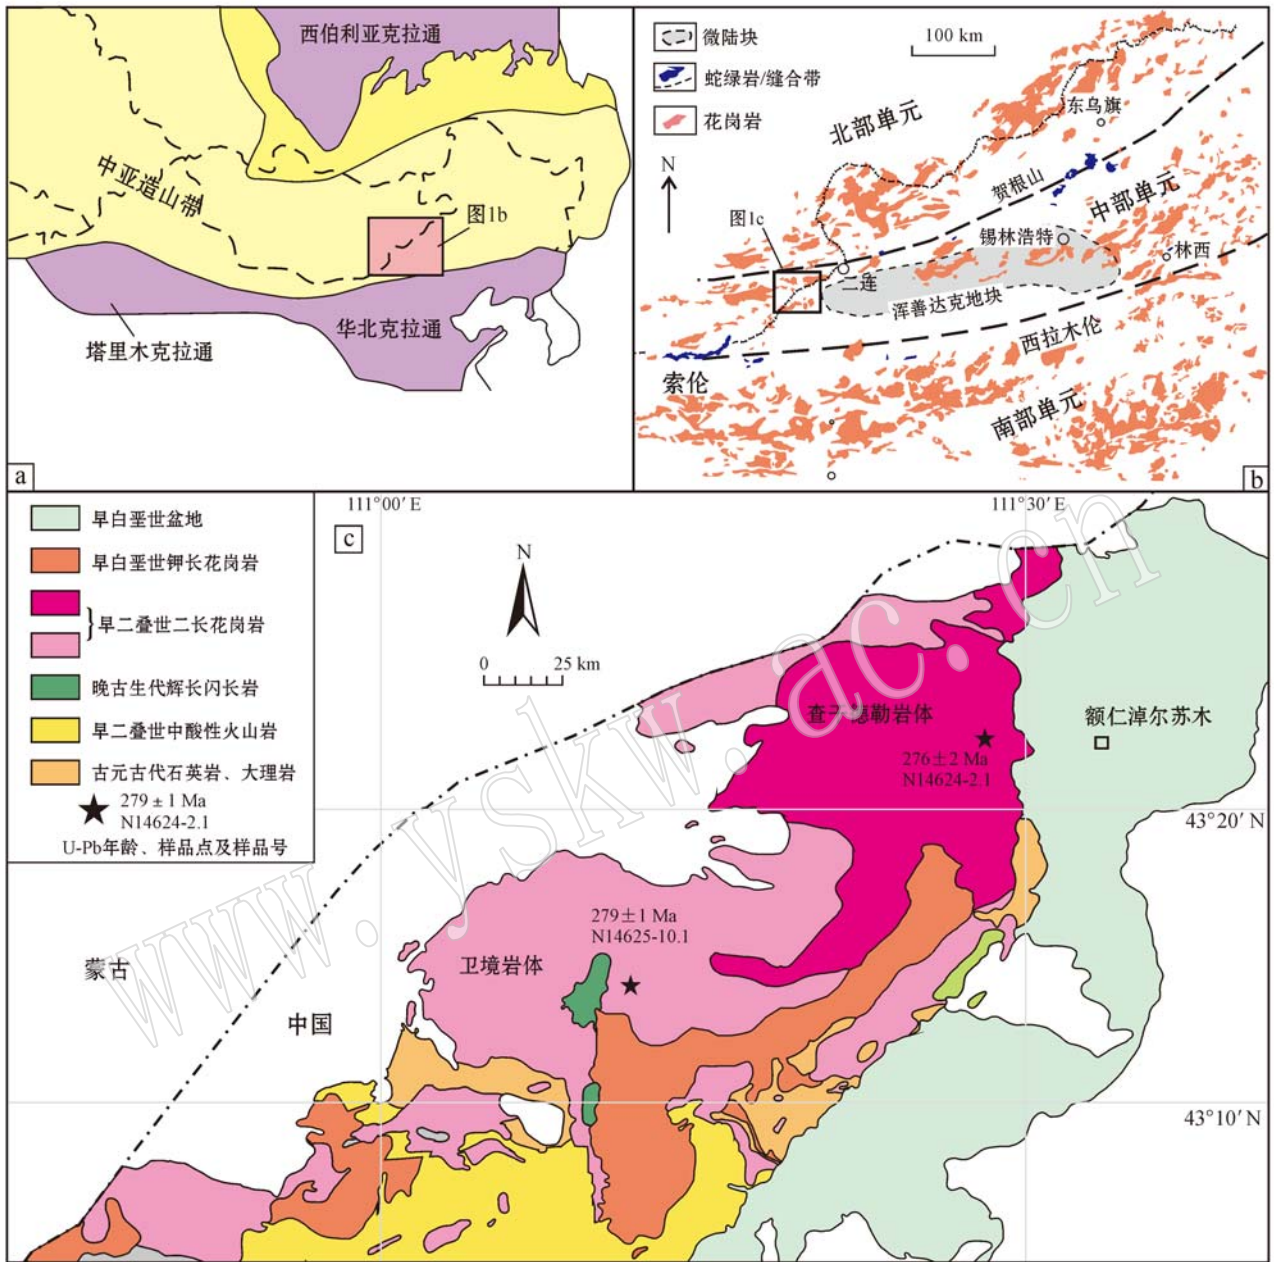 西伯利亚克拉通
中亚造山带
图1b
华北克拉通
塔里木克拉通
a
微陆块
蛇绿岩/缝合带
花岗岩
100 km
N
北部单元
东乌旗
贺根山
中部单元
图1c
锡林浩特
林西
二连
浑善达克地块
西拉木伦
索伦
南部单元
b
111°00′E
111°30′E
c
早白垩世盆地
早白垩世钾长花岗岩
早二叠世二长花岗岩
晚古生代辉长闪长岩
早二叠世中酸性火山岩
古元古代石英岩、大理岩
279±1 Ma
N14624-2.1
U-Pb年龄、样品点及样品号
N
0 25 km
查干德勒岩体
额仁淖尔苏木
276±2 Ma
N14624-2.1
43°20′N
279±1 Ma
N14625-10.1
卫境岩体
蒙古
中国
43°10′N
www.yskw.ac.cn